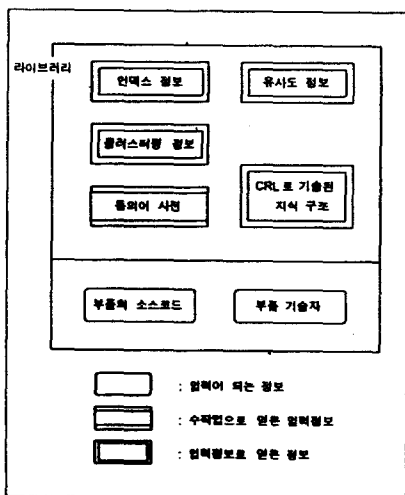 라이브러리
인덱스 정보
유사도 정보
클러스터링 정보
CRL로 기술된
지식 구조
동의어 사전
부품의 소스코드
부품 기술자
: 입력이 되는 정보
: 수작업으로 얻은 입력정보
: 입력정보로 얻은 정보